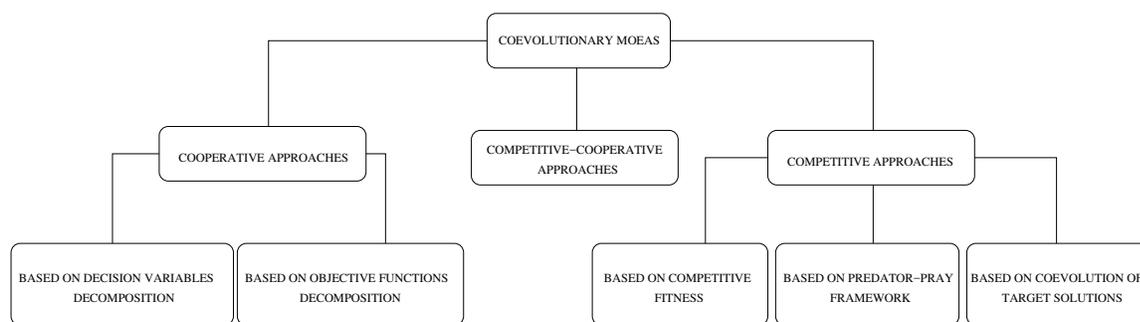 COEVOLUTIONARY MOEAS
COOPERATIVE APPROACHES
COMPETITIVE−COOPERATIVE
APPROACHES
COMPETITIVE APPROACHES
BASED ON DECISION VARIABLES
DECOMPOSITION
BASED ON OBJECTIVE FUNCTIONS
DECOMPOSITION
BASED ON COMPETITIVE
FITNESS
BASED ON PREDATOR−PRAY
FRAMEWORK
BASED ON COEVOLUTION OF
TARGET SOLUTIONS